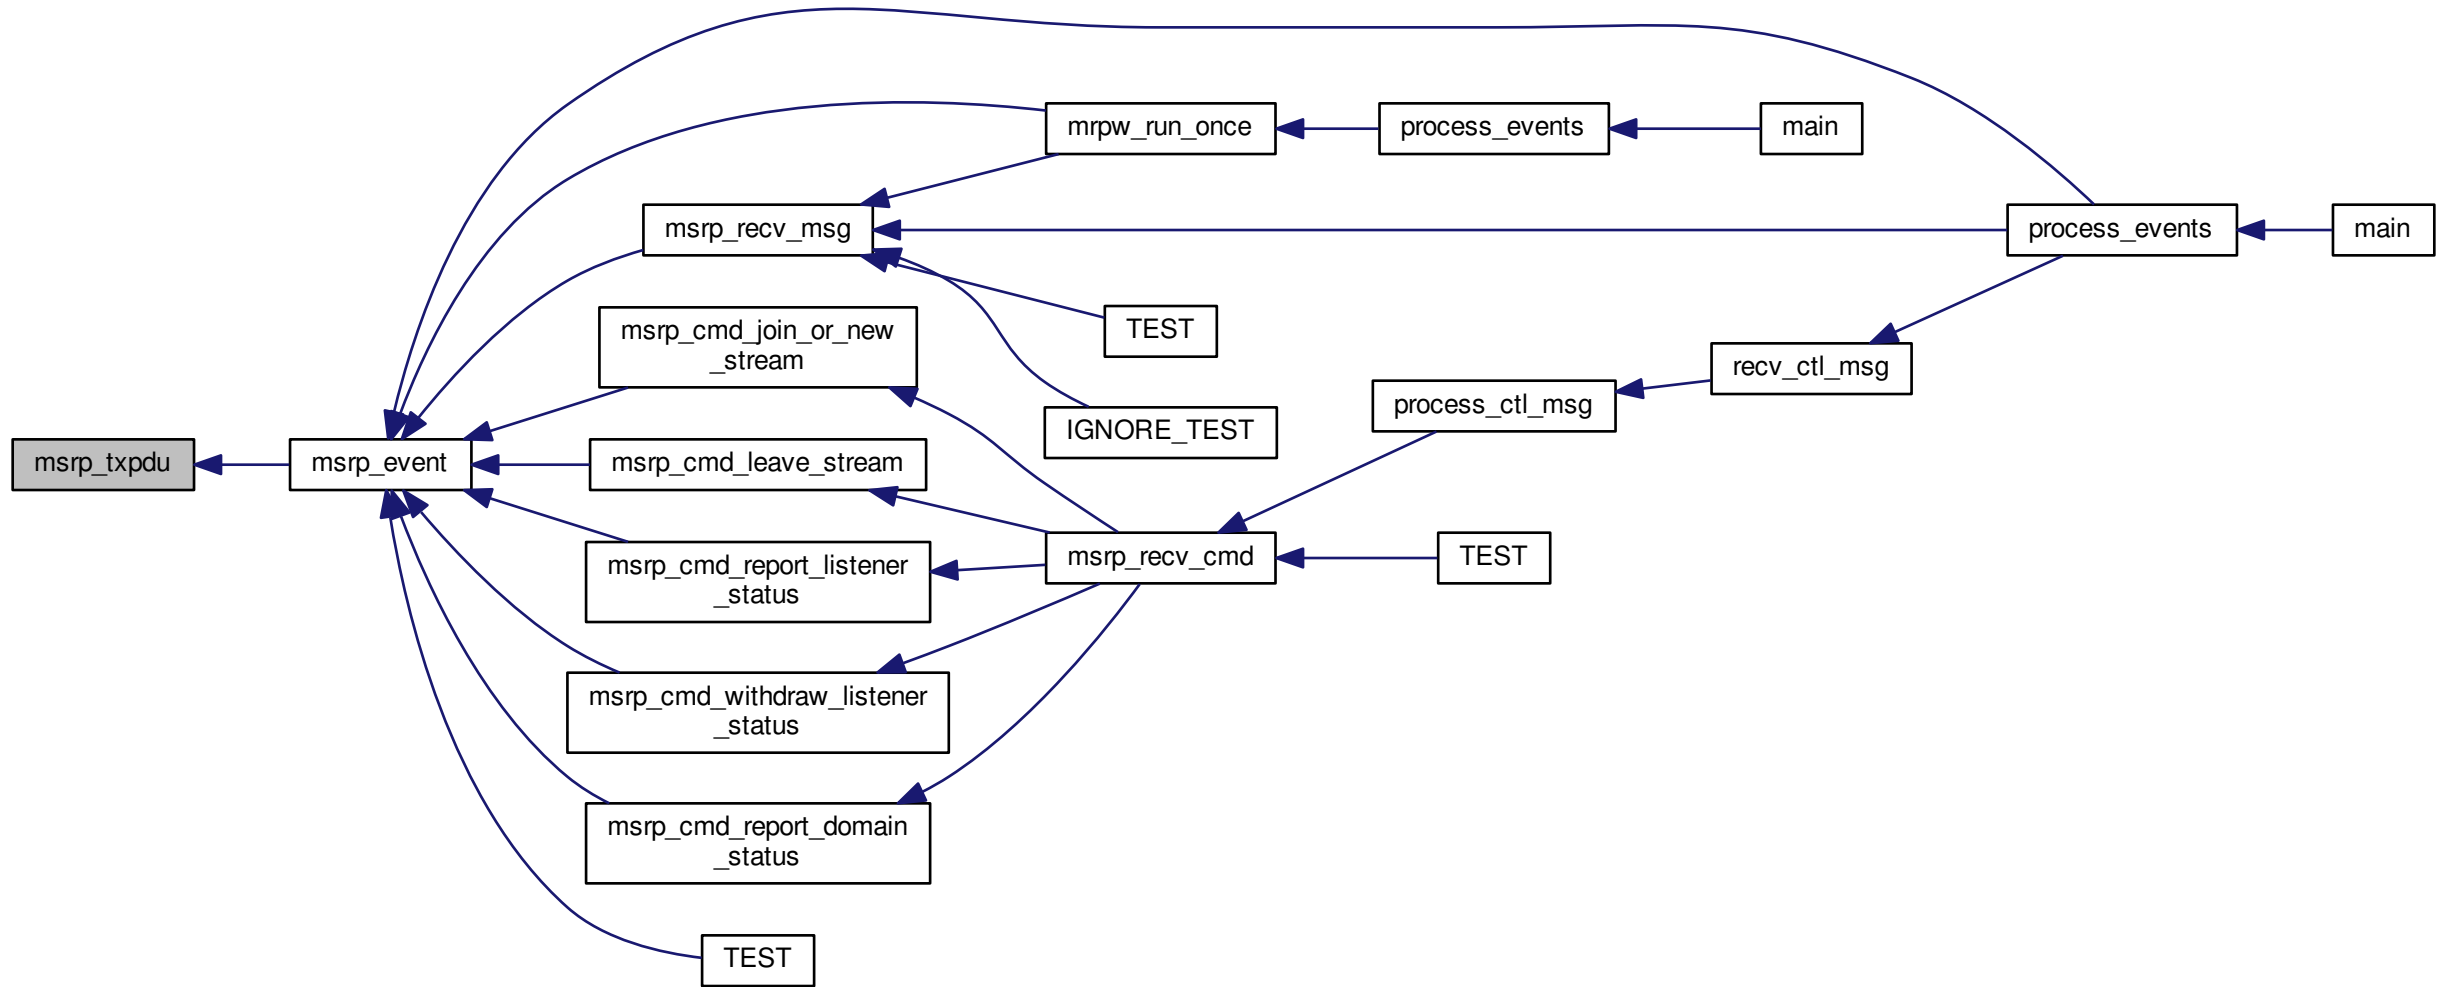 mrpw_run_once
process_events
main
msrp_recv_msg
process_events
main
TEST
msrp_cmd_join_or_new
_stream
recv_ctl_msg
process_ctl_msg
IGNORE_TEST
msrp_txpdu
msrp_event
msrp_cmd_leave_stream
msrp_cmd_report_listener
_status
msrp_recv_cmd
TEST
msrp_cmd_withdraw_listener
_status
msrp_cmd_report_domain
_status
TEST